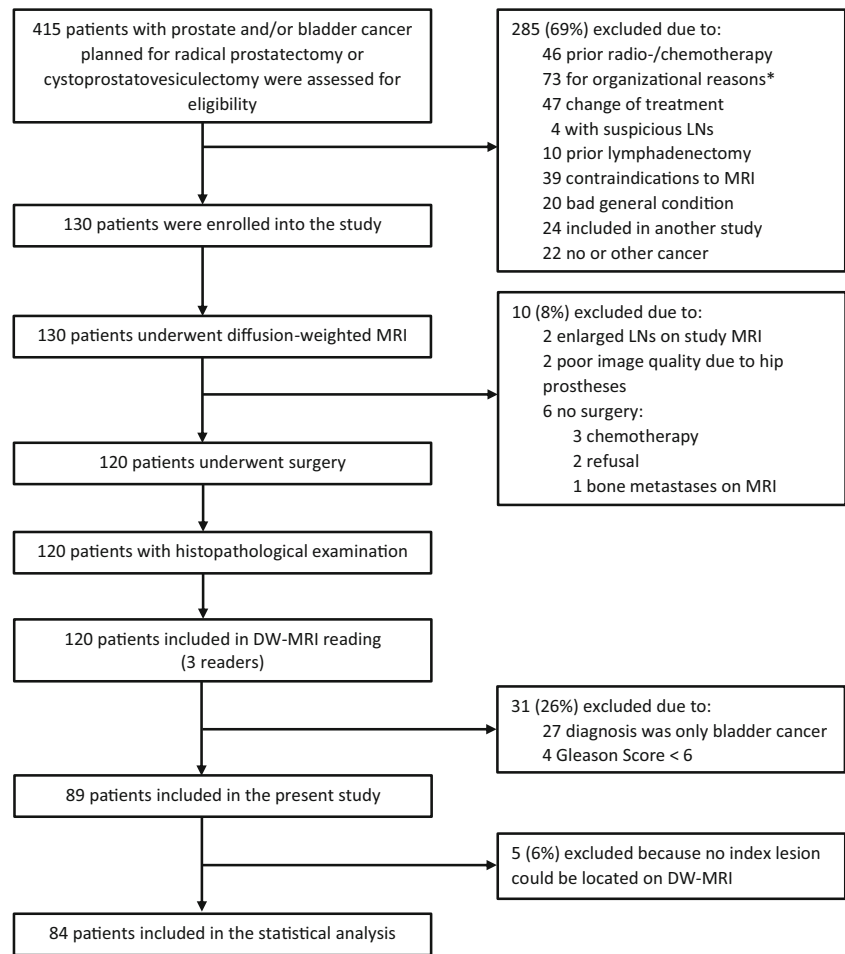 415 patients with prostate and/or bladder cancer
planned for radical prostatectomy or
cystoprostatovesiculectomy were assessed for
eligibility
285 (69%) excluded due to:
46 prior radio-/chemotherapy
73 for organizational reasons*
47 change of treatment
4 with suspicious LNs
10 prior lymphadenectomy
39 contraindications to MRI
20 bad general condition
24 included in another study
22 no or other cancer
130 patients were enrolled into the study
130 patients underwent diffusion-weighted MRI
10 (8%) excluded due to:
2 enlarged LNs on study MRI
2 poor image quality due to hip
prostheses
6 no surgery:
3 chemotherapy
2 refusal
1 bone metastases on MRI
120 patients underwent surgery
120 patients with histopathological examination
120 patients included in DW-MRI reading
(3 readers)
31 (26%) excluded due to:
27 diagnosis was only bladder cancer
4 Gleason Score < 6
89 patients included in the present study
5 (6%) excluded because no index lesion
could be located on DW-MRI
84 patients included in the statistical analysis